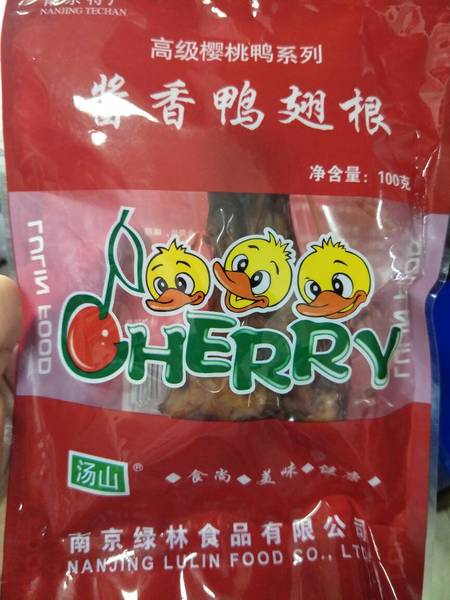 NANJING TECHAN
高级樱桃鸭系列
酱香鸭翅根
净含量：100克
LULIN FOOD
CHERRY
LULIN FOOD
汤山®
食尚◆美味◆
南京绿林食品有限公司
NANJING LULIN FOOD CO., LTD